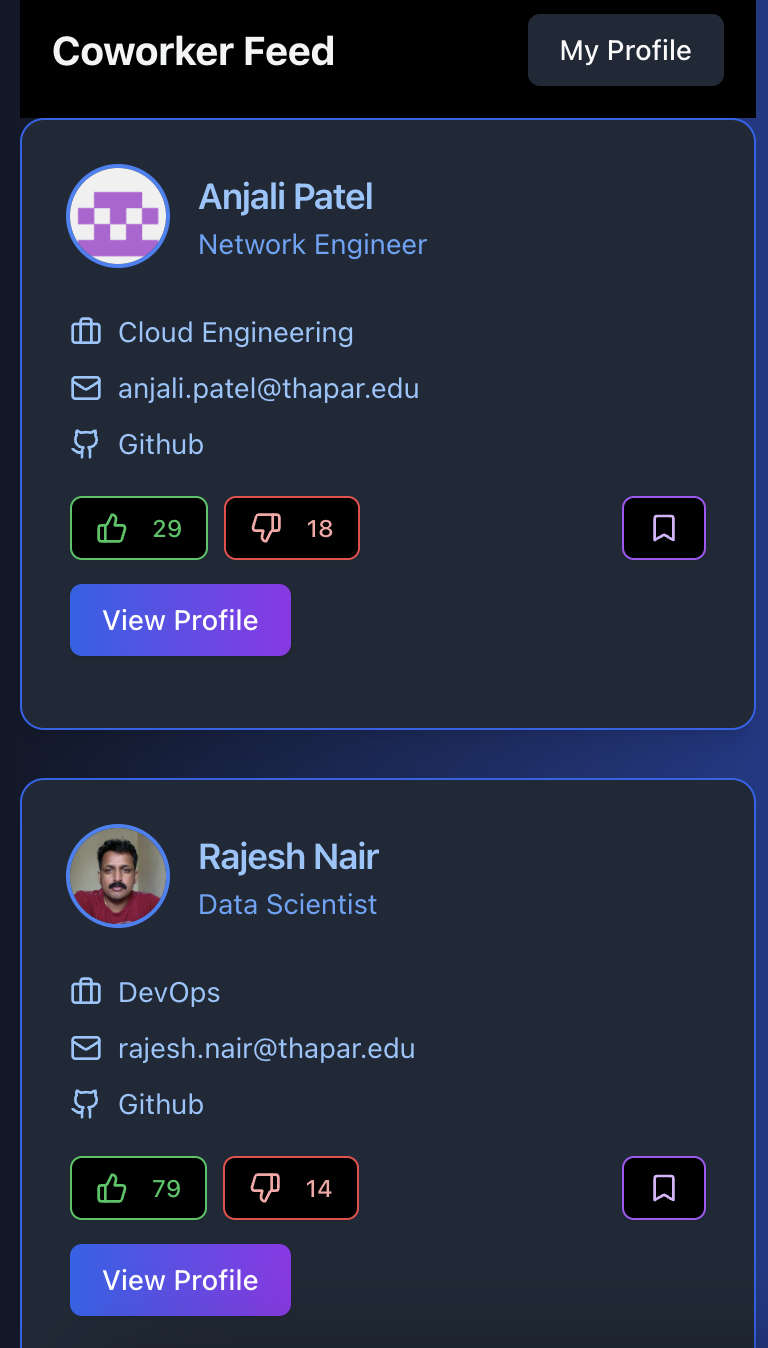 Coworker Feed
My Profile
Anjali Patel
Network Engineer
Cloud Engineering
anjali.patel@thapar.edu
Github
29
18
View Profile
Rajesh Nair
Data Scientist
DevOps
rajesh.nair@thapar.edu
Github
79
14
View Profile